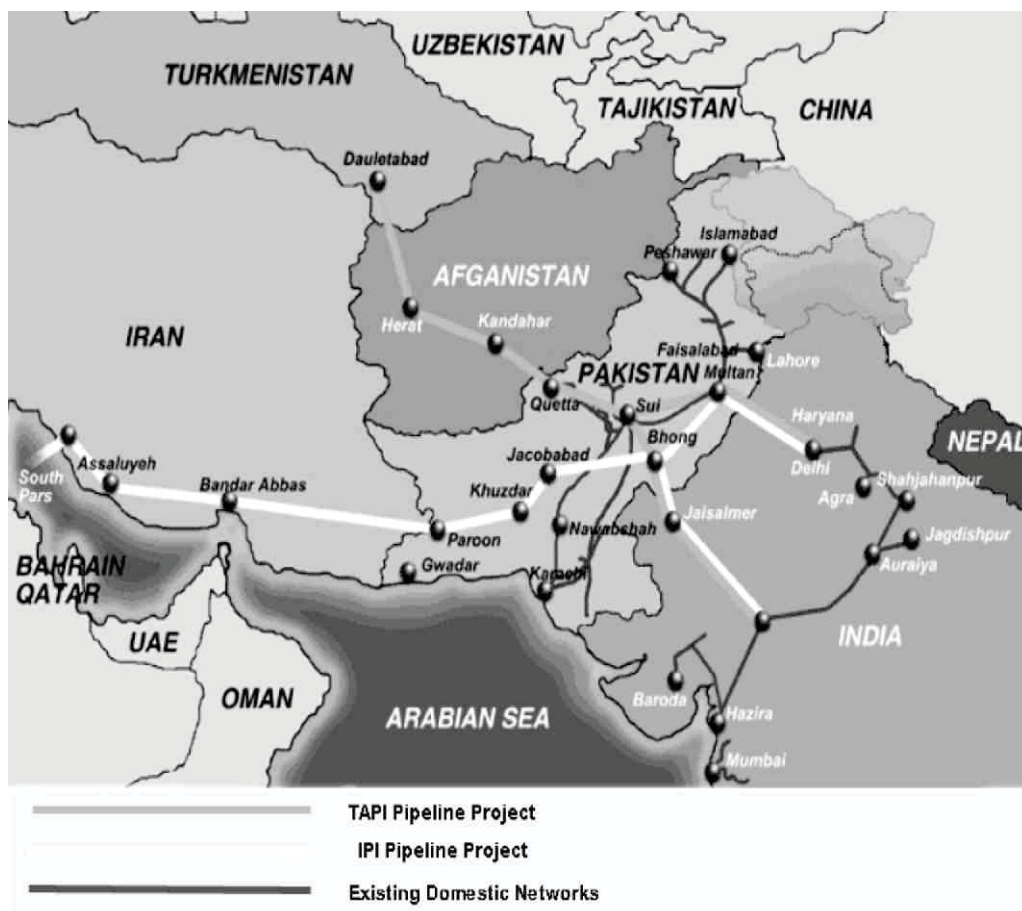 UZBEKISTAN
TURKMENISTAN
TAJIKISTAN
CHINA
Dauletabad
Islamabad
Peshawar
AFGANISTAN
Herat
Kandahar
IRAN
Faisalabad
Lahore
PAKISTAN
Multan
Quetta
Sui
Haryana
Bhong
NEPAL
Delhi
Jacobabad
South
Pars
Assaluyeh
Bandar Abbas
Shahjahanpur
Agra
Khuzdar
Jaisalmer
Nawabshah
Paroon
Jagdishpur
Auraiya
Gwadar
Karachi
BAHRAIN
QATAR
UAE
INDIA
OMAN
Baroda
ARABIAN SEA
Hazira
Mumbai
TAPI Pipeline Project
IPI Pipeline Project
Existing Domestic Networks